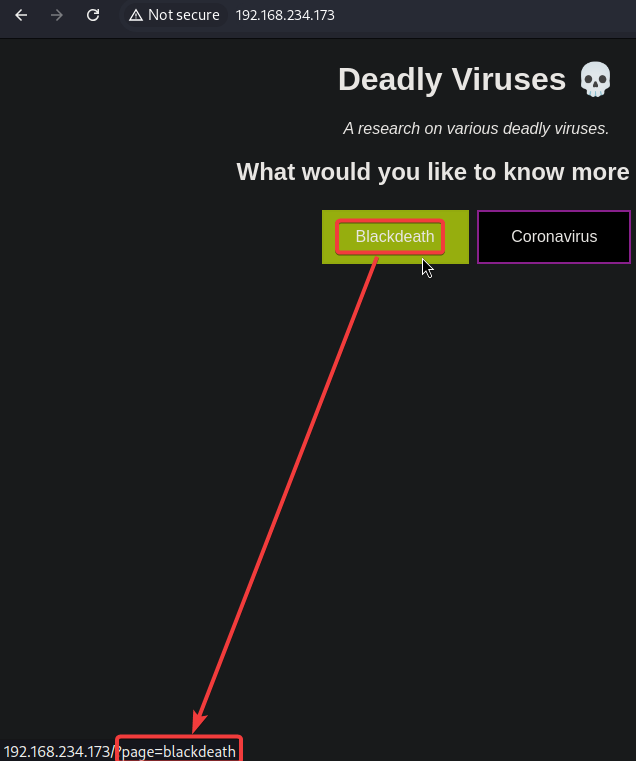 Not secure 192.168.234.173
Deadly Viruses 💀
A research on various deadly viruses.
What would you like to know more
Blackdeath Coronavirus
192.168.234.173/?page=blackdeath